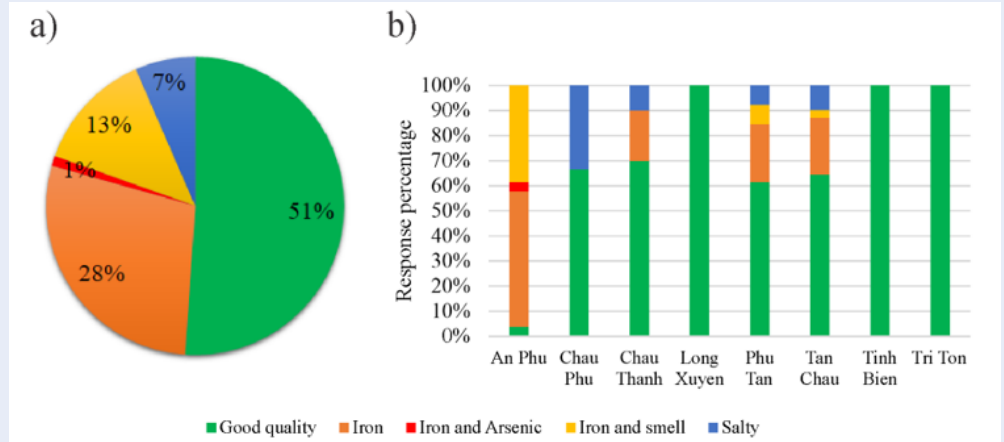 a)
7%
13%
1%
51%
28%
b)
100%
90%
80%
70%
60%
50%
40%
30%
20%
10%
0%
Response percentage
An Phu
Chau
Phu
Chau
Thanh
Long
Xuyen
Phu
Tan
Tan
Chau
Tinh
Bien
Tri Ton
Good quality
Iron
Iron and Arsenic
Iron and smell
Salty